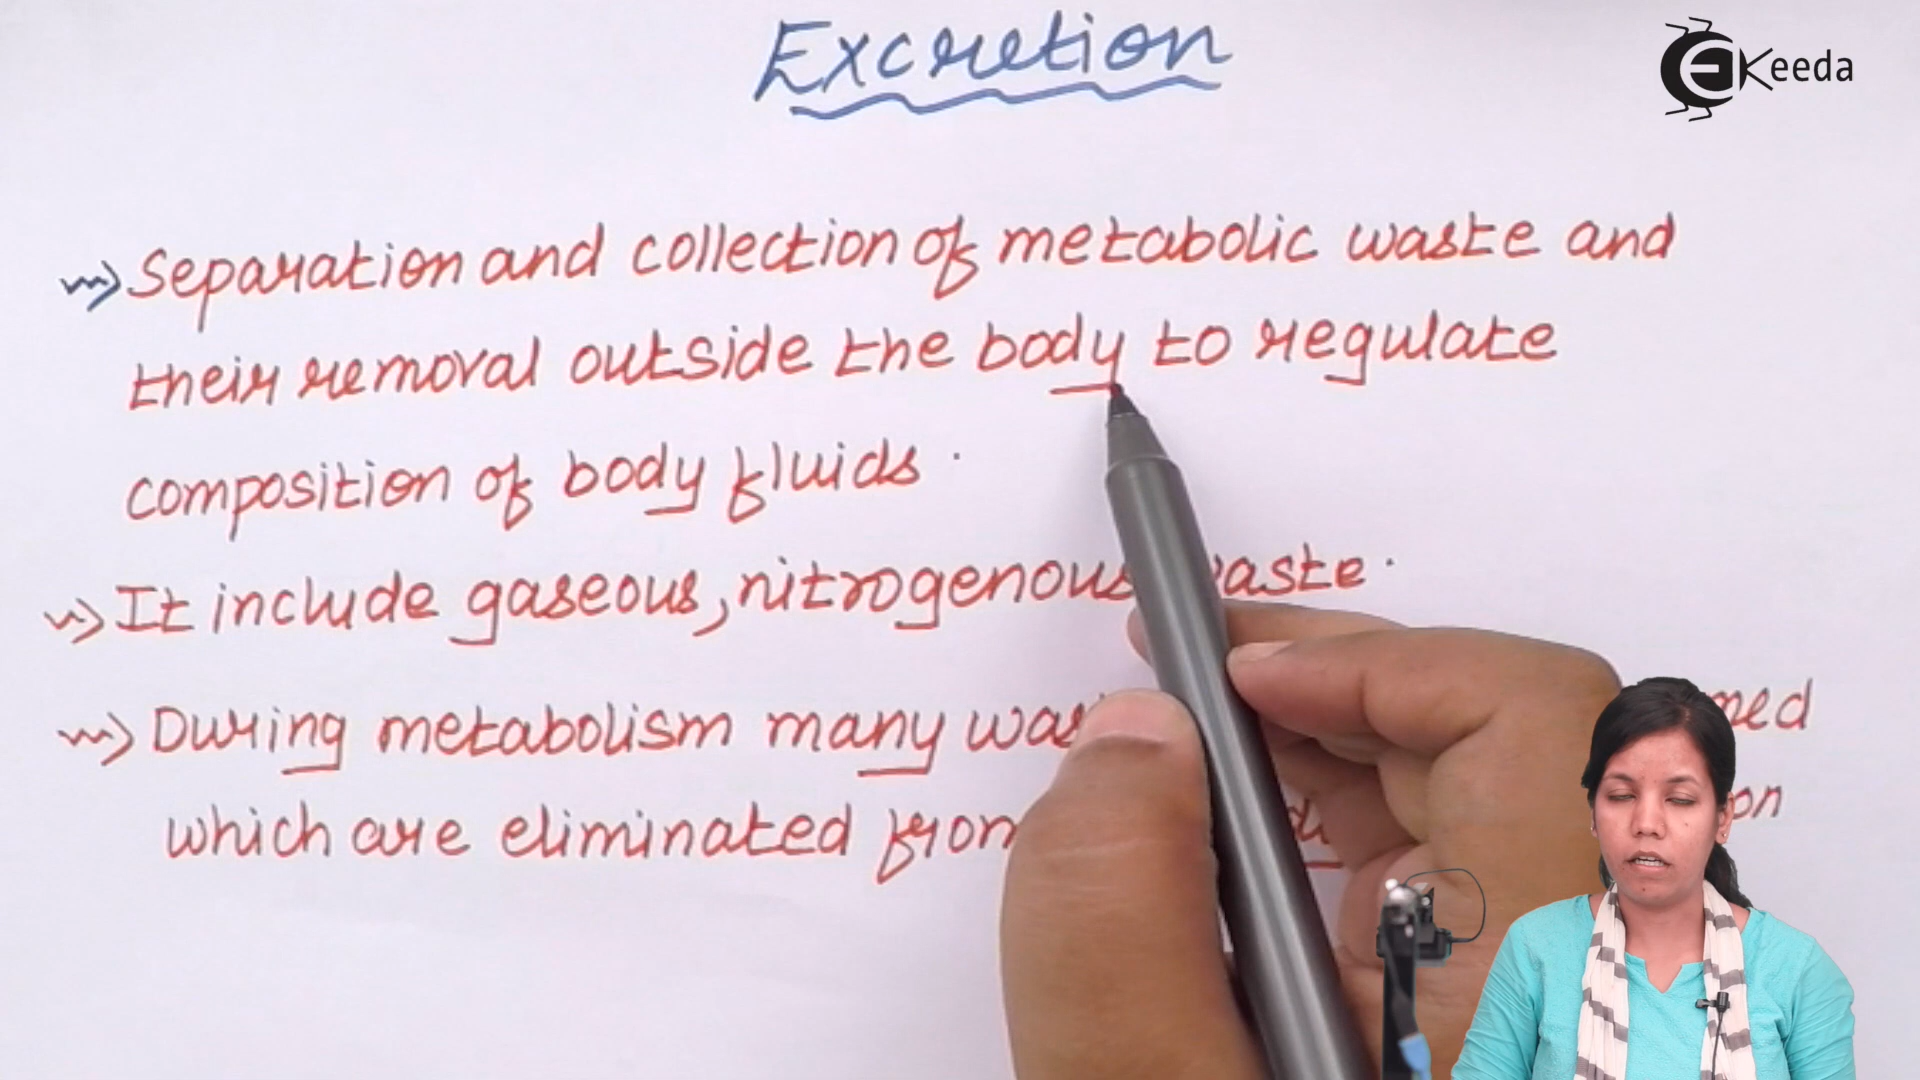 Excretion
EKeeda
Separation and collection of metabolic waste and
their removal outside the body to regulate
composition of body fluids.
It include gaseous, nitrogenous waste.
During metabolism many
which are eliminated from